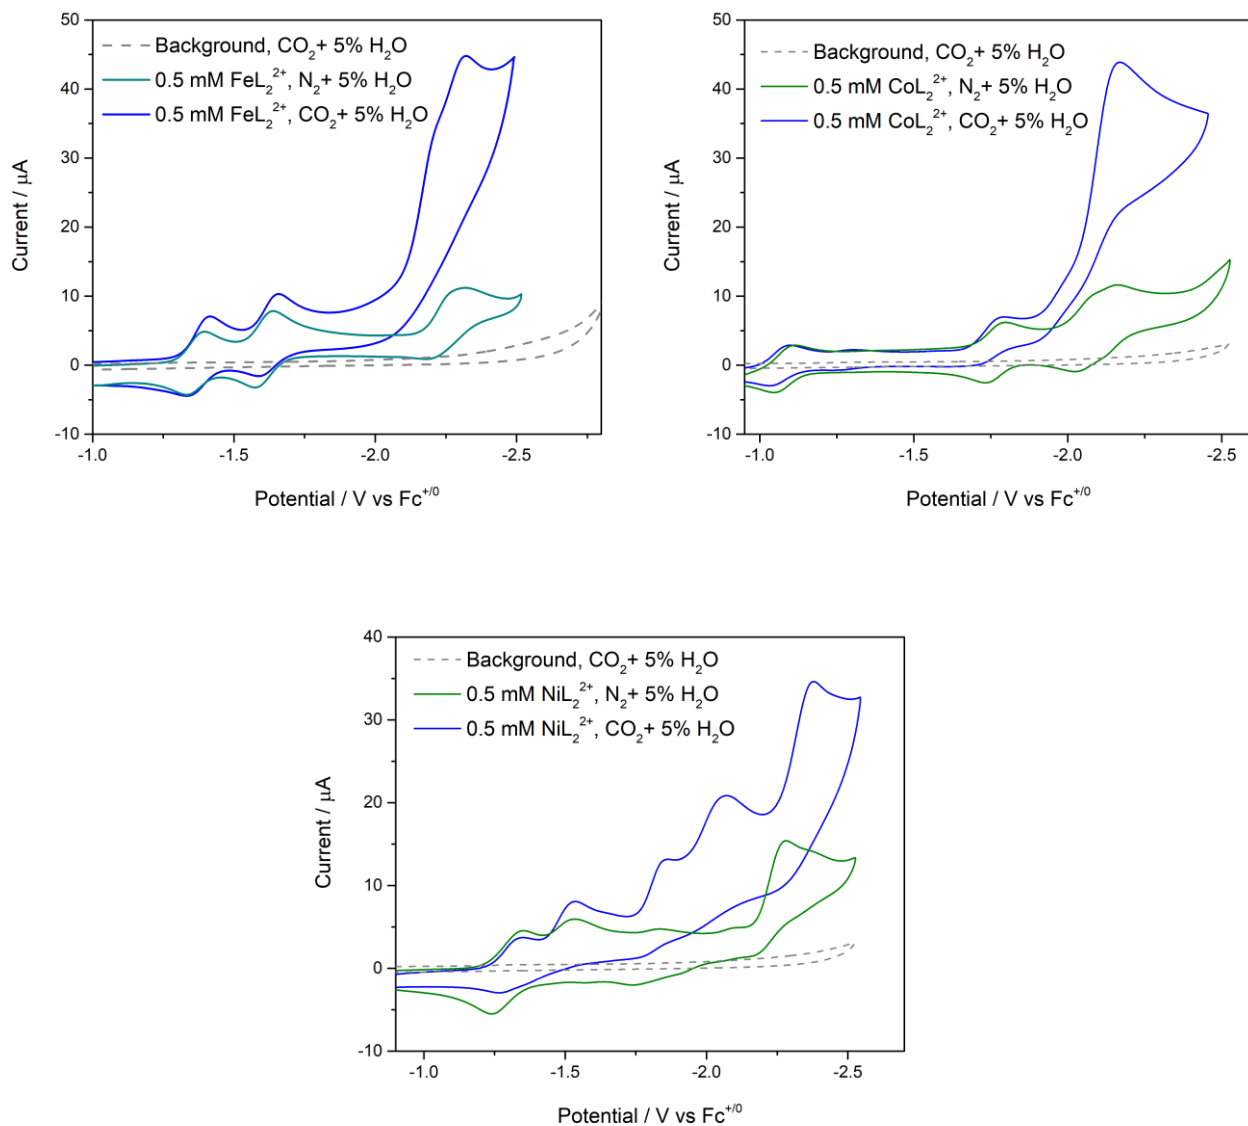 50
40
30
20
10
0
-10
Current / µA
Background, CO₂+ 5% H₂O
0.5 mM FeL₂²⁺, N₂+ 5% H₂O
0.5 mM FeL₂²⁺, CO₂+ 5% H₂O
-1.0 -1.5 -2.0 -2.5
Potential / V vs Fc⁺ᐟ⁰
50
40
30
20
10
0
-10
Current / µA
Background, CO₂+ 5% H₂O
0.5 mM CoL₂²⁺, N₂+ 5% H₂O
0.5 mM CoL₂²⁺, CO₂+ 5% H₂O
-1.0 -1.5 -2.0 -2.5
Potential / V vs Fc⁺ᐟ⁰
40
30
20
10
0
-10
Current / µA
Background, CO₂+ 5% H₂O
0.5 mM NiL₂²⁺, N₂+ 5% H₂O
0.5 mM NiL₂²⁺, CO₂+ 5% H₂O
-1.0 -1.5 -2.0 -2.5
Potential / V vs Fc⁺ᐟ⁰